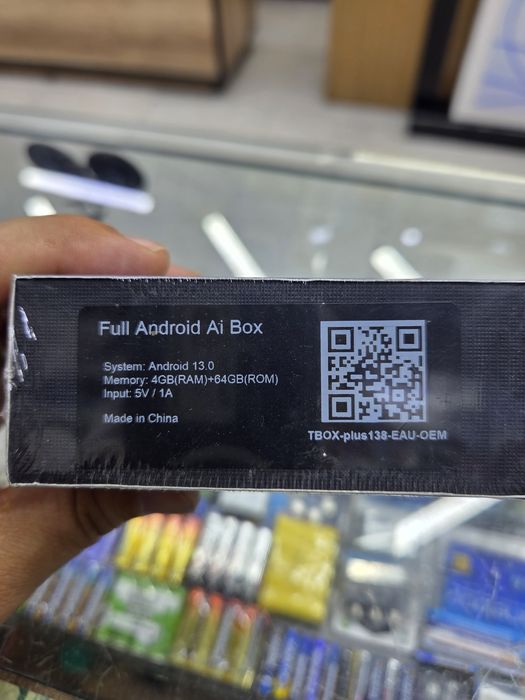 Full Android Ai Box
System: Android 13.0
Memory: 4GB(RAM)+64GB(ROM)
Input: 5V / 1A
Made in China
TBOX-plus138-EAU-OEM